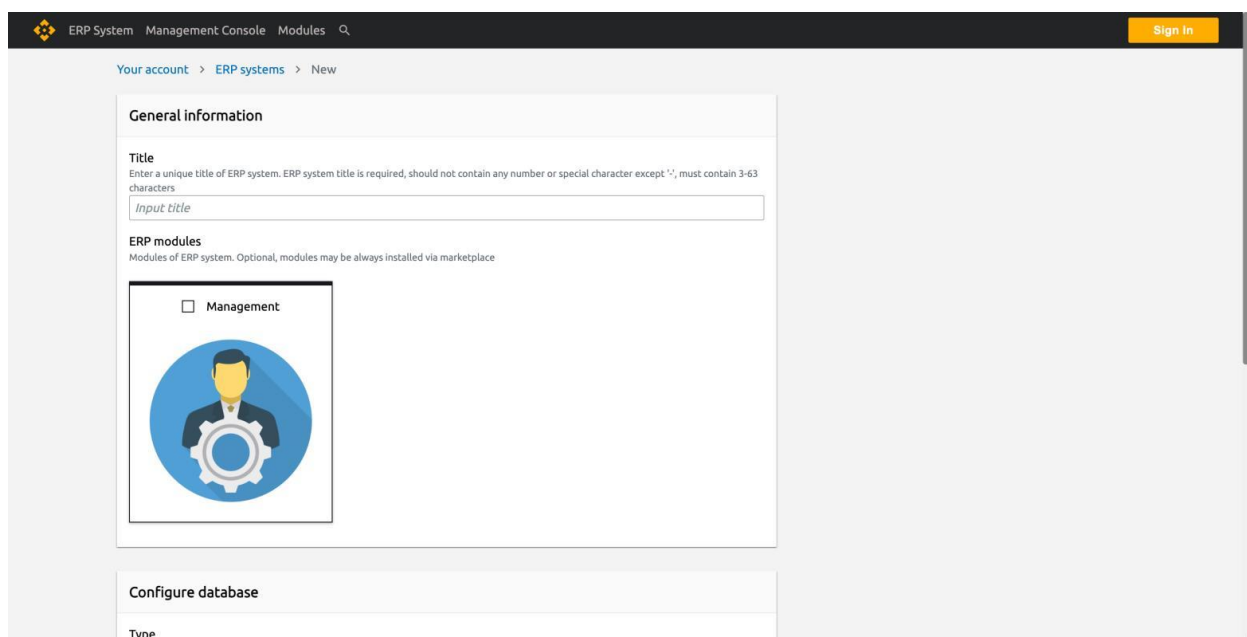 ERP System Management Console Modules
Sign In
Your account > ERP systems > New
General information
Title
Enter a unique title of ERP system. ERP system title is required, should not contain any number or special character except '-', must contain 3-63
characters
Input title
ERP modules
Modules of ERP system. Optional, modules may be always installed via marketplace
Management
Configure database
Type